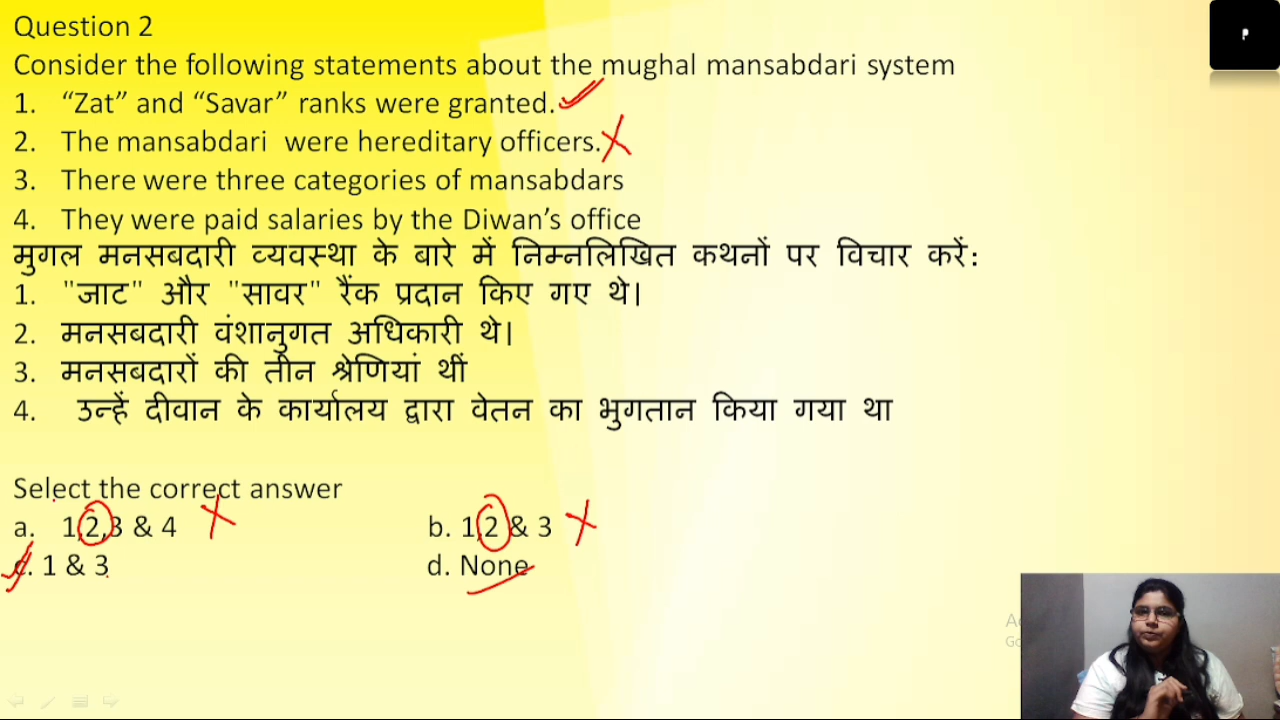 Question 2
Consider the following statements about the mughal mansabdari system
1. “Zat” and “Savar” ranks were granted.
2. The mansabdari were hereditary officers.
3. There were three categories of mansabdars
4. They were paid salaries by the Diwan’s office
मुगल मनसबदारी व्यवस्था के बारे में निम्नलिखित कथनों पर विचार करें:
1. "जाट" और "सावर" रैंक प्रदान किए गए थे।
2. मनसबदारी वंशानुगत अधिकारी थे।
3. मनसबदारों की तीन श्रेणियां थीं
4. उन्हें दीवान के कार्यालय द्वारा वेतन का भुगतान किया गया था
Select the correct answer
a. 1,2,3 & 4 b. 1,2 & 3
c. 1 & 3 d. None